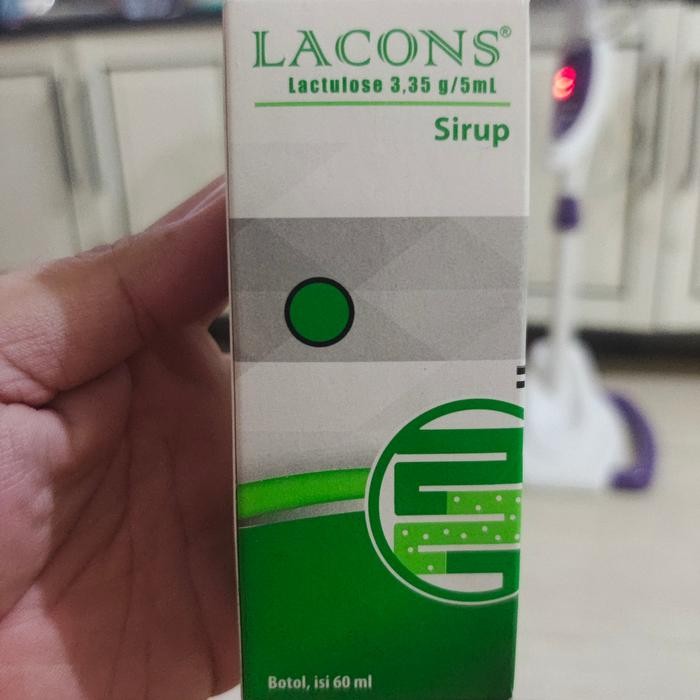 LACONS®
Lactulose 3,35 g/5mL
Sirup
Botol, isi 60 ml